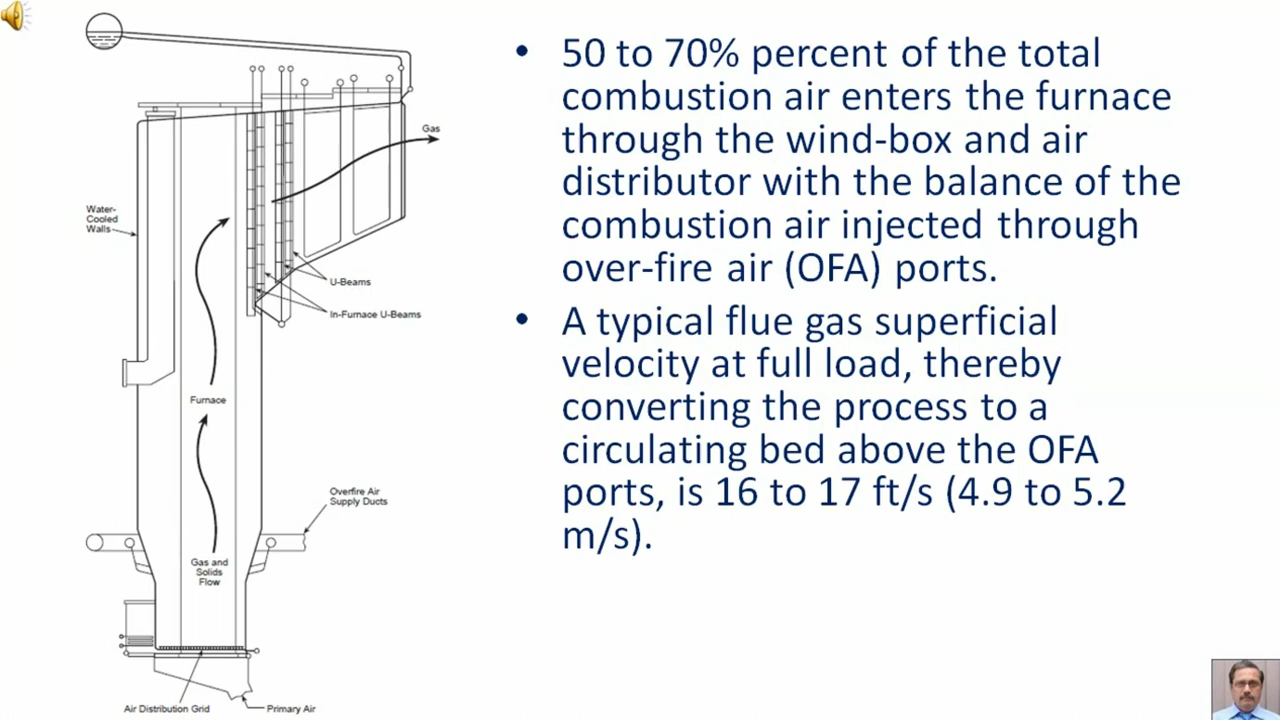 Gas
Water-
Cooled
Walls
U-Beams
In-Furnace U-Beams
Furnace
Overfire Air
Supply Ducts
Gas and
Solids
Flow
Air Distribution Grid
Primary Air
• 50 to 70% percent of the total
combustion air enters the furnace
through the wind-box and air
distributor with the balance of the
combustion air injected through
over-fire air (OFA) ports.
• A typical flue gas superficial
velocity at full load, thereby
converting the process to a
circulating bed above the OFA
ports, is 16 to 17 ft/s (4.9 to 5.2
m/s).